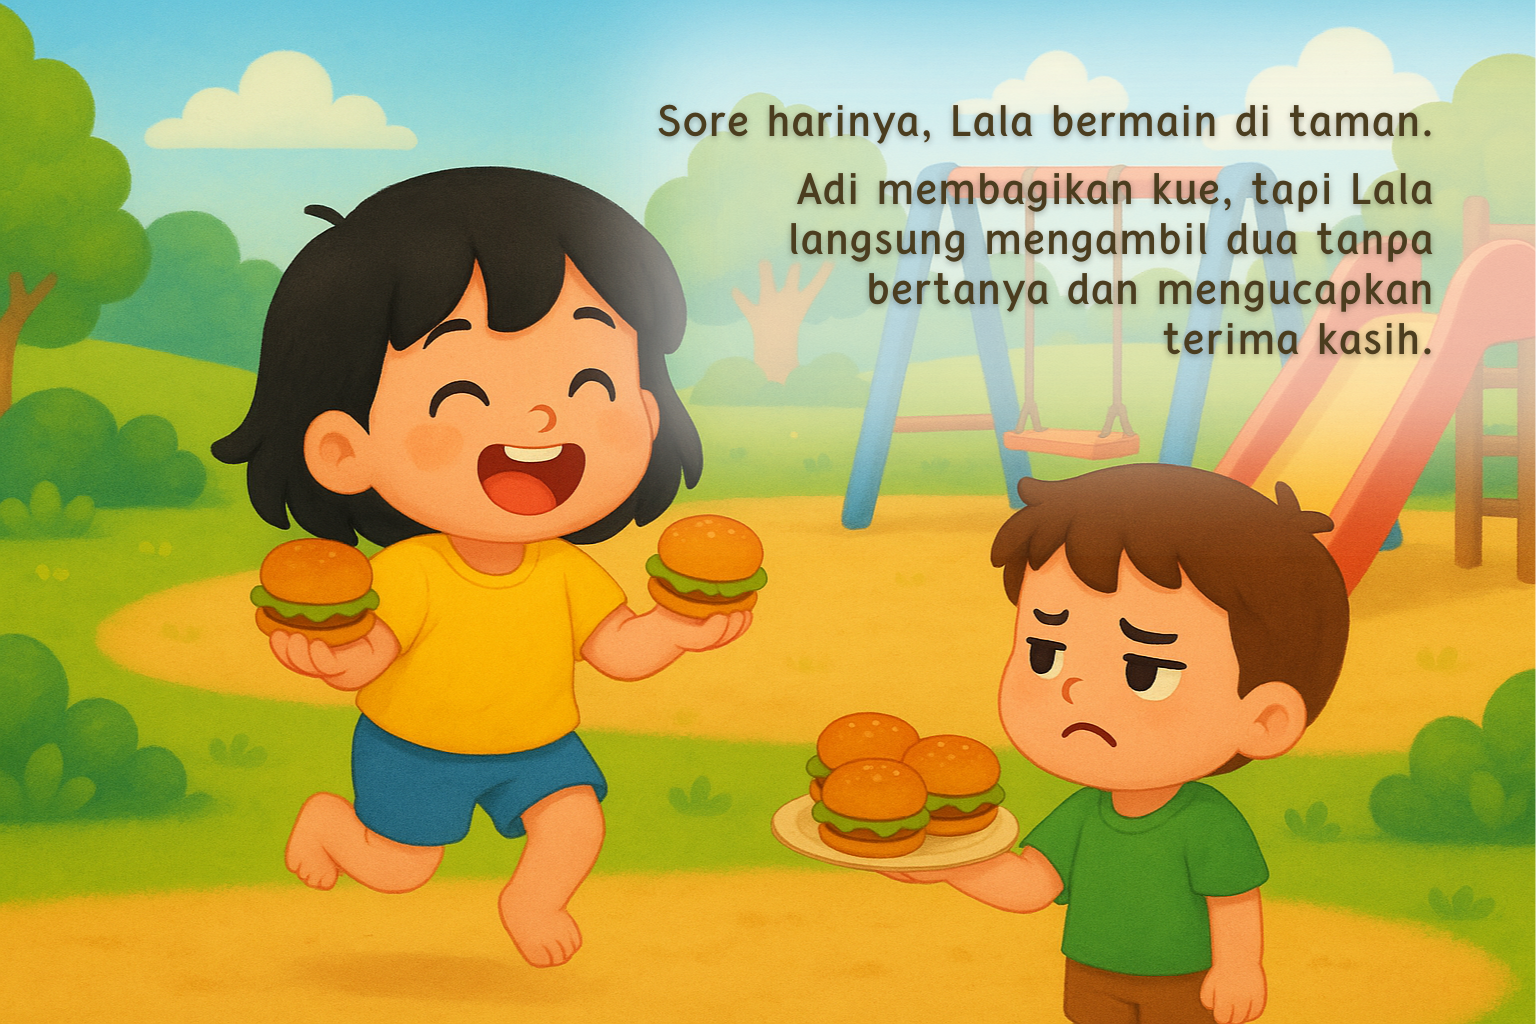 Sore harinya, Lala bermain di taman.
Adi membagikan kue, tapi Lala
langsung mengambil dua tanpa
bertanya dan mengucapkan
terima kasih.